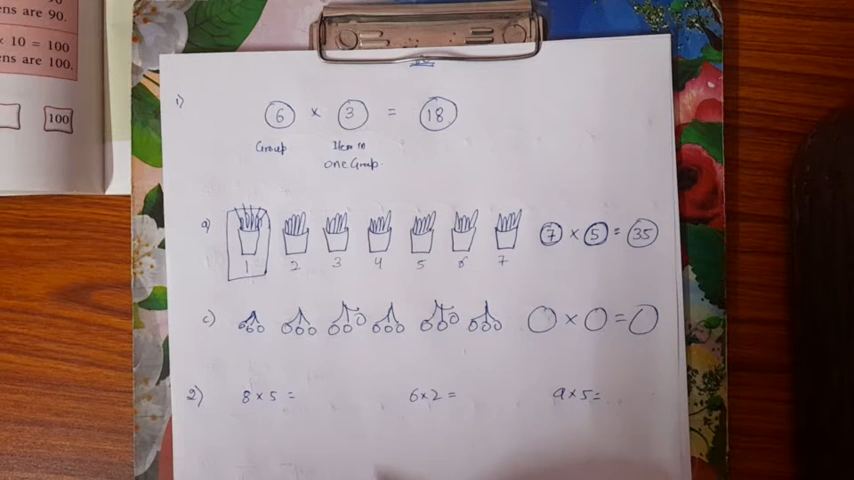 90
ens are 90.
x 10 = 100
ens are 100.
100
1)
6 x 3 = 18
Group Item in
one Group.
a)
1 2 3 4 5 6 7
7 x 5 = 35
c)
x =
2)
8 x 5 = 6 x 2 = 9 x 5 =